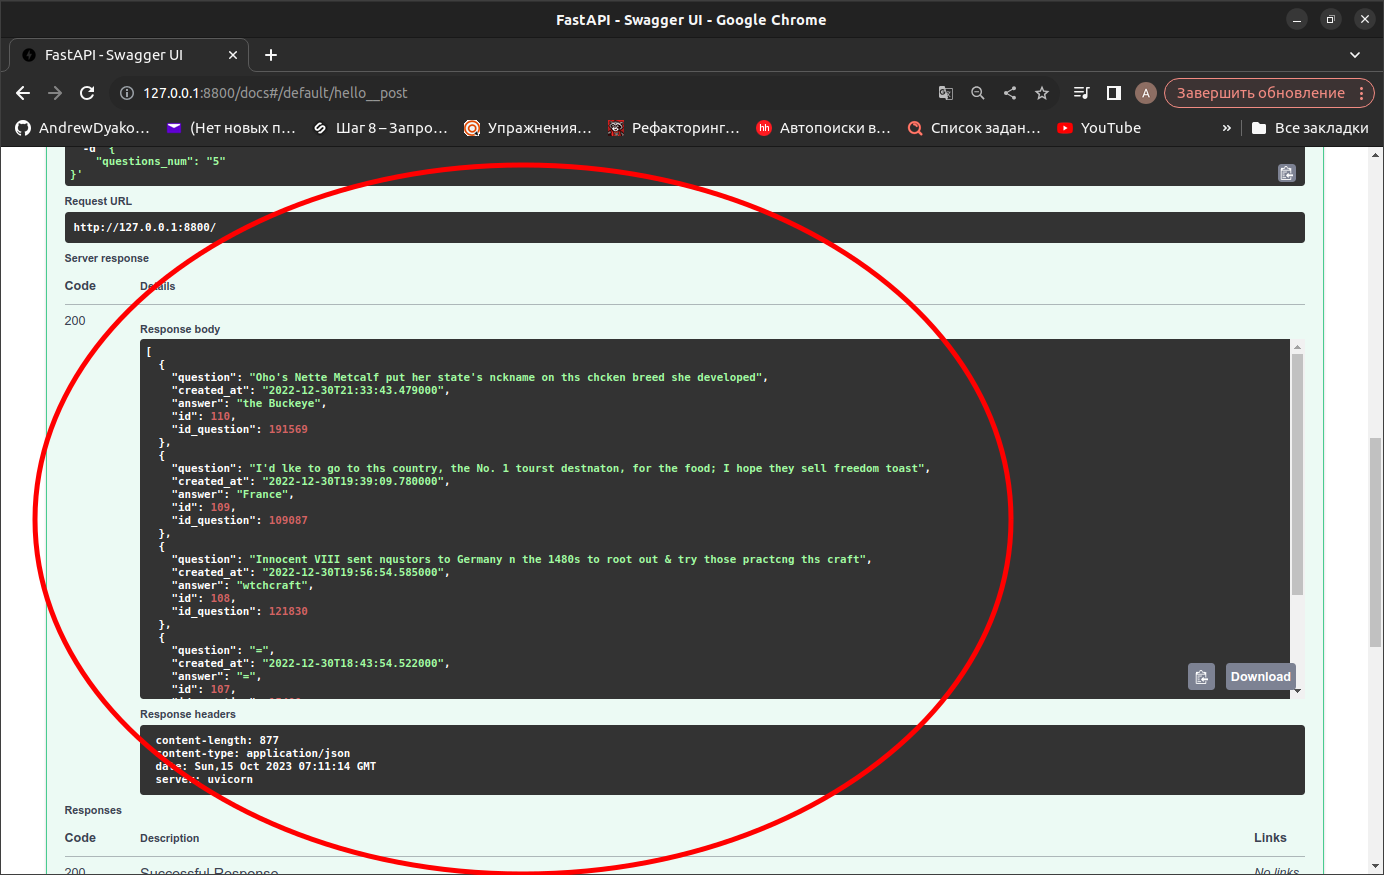 FastAPI - Swagger UI - Google Chrome
FastAPI - Swagger UI
127.0.0.1:8800/docs#/default/hello__post
A
Завершить обновление
AndrewDyako...
(Нет новых п...
Шаг 8 – Запро...
Упражнения...
Рефакторинг...
hh
Автопоиски в...
Список задан...
YouTube
»
Все закладки
-d '{
"questions_num": "5"
}'
Request URL
http://127.0.0.1:8800/
Server response
Code Details
200
Response body
[
{
"question": "Oho's Nette Metcalf put her state's nckname on ths chcken breed she developed",
"created_at": "2022-12-30T21:33:43.479000",
"answer": "the Buckeye",
"id": 110,
"id_question": 191569
},
{
"question": "I'd lke to go to ths country, the No. 1 tourst destnaton, for the food; I hope they sell freedom toast",
"created_at": "2022-12-30T19:39:09.780000",
"answer": "France",
"id": 109,
"id_question": 109087
},
{
"question": "Innocent VIII sent nqustors to Germany n the 1480s to root out & try those practcng ths craft",
"created_at": "2022-12-30T19:56:54.585000",
"answer": "wtchcraft",
"id": 108,
"id_question": 121830
},
{
"question": "=",
"created_at": "2022-12-30T18:43:54.522000",
"answer": "=",
"id": 107,
Download
Response headers
content-length: 877
content-type: application/json
date: Sun,15 Oct 2023 07:11:14 GMT
server: uvicorn
Responses
Code Description Links
200 Successful Response No links